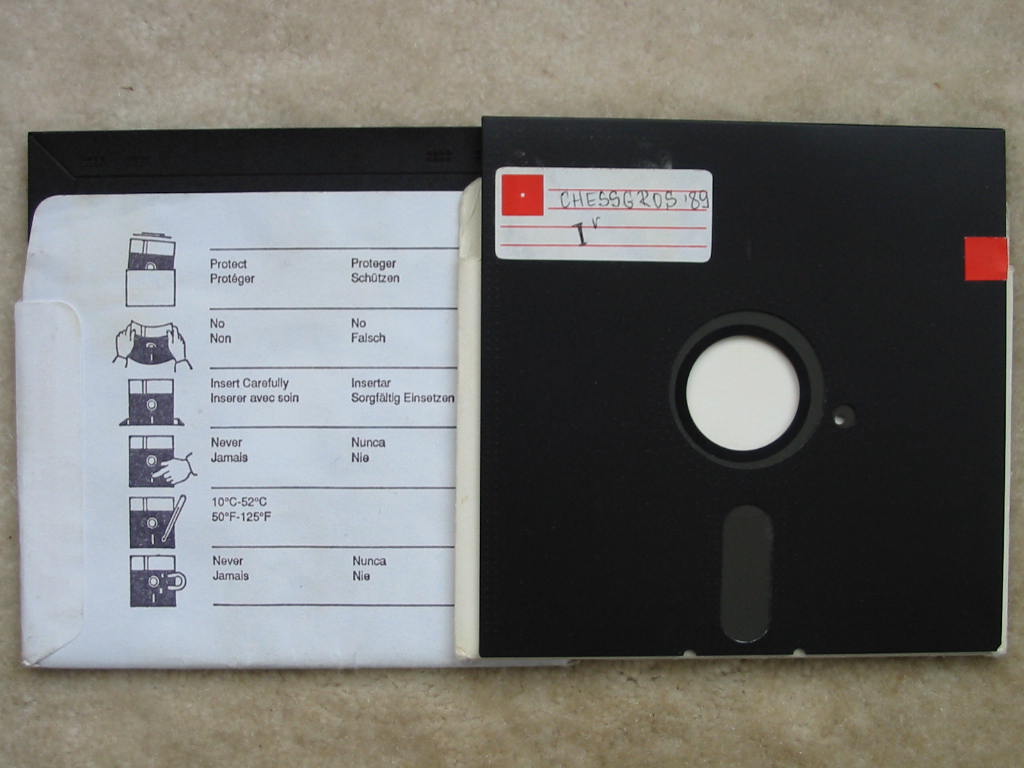 Protect Proteger
Protéger Schützen
No No
Non Falsch
Insert Carefully Insertar
Inserer avec soin Sorgfältig Einsetzen
Never Nunca
Jamais Nie
10°C-52°C
50°F-125°F
Never Nunca
Jamais Nie
CHESSGROS '89
I r